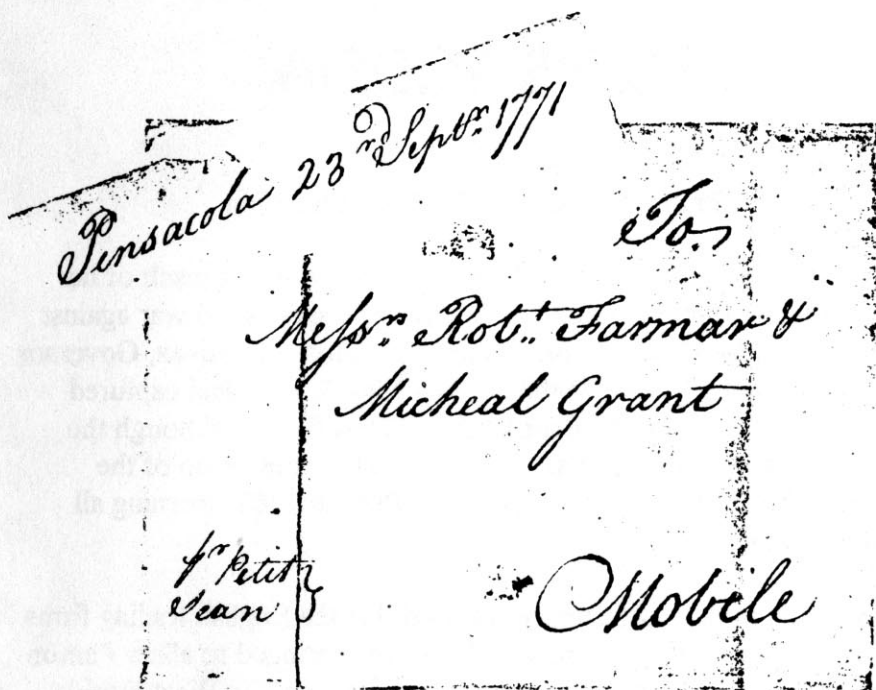 Pensacola 23rd Septr. 1771
To
Messrs. Robt. Farmar &
Micheal Grant
pr Petit
Jean }
Mobile